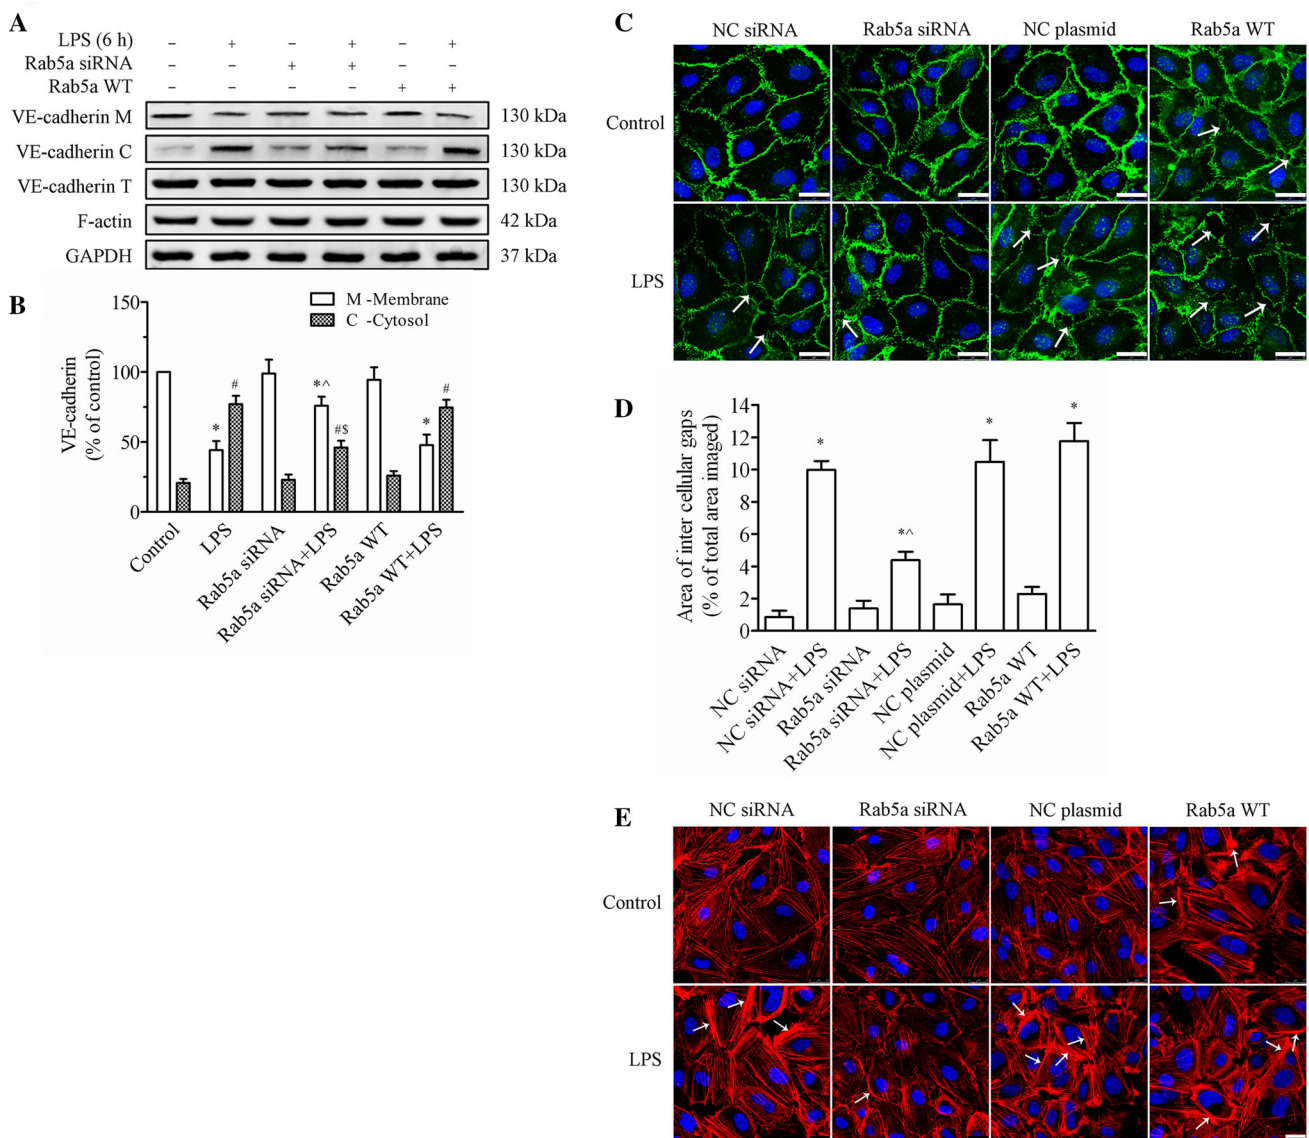 A
LPS (6 h) – + – + – +
Rab5a siRNA – – + + – –
Rab5a WT – – – – + +
VE-cadherin M 130 kDa
VE-cadherin C 130 kDa
VE-cadherin T 130 kDa
F-actin 42 kDa
GAPDH 37 kDa
B
VE-cadherin
(% of control)
150
100
50
0
M -Membrane
C -Cytosol
* # *^ #$ * #
Control
LPS
Rab5a siRNA
Rab5a siRNA+LPS
Rab5a WT
Rab5a WT+LPS
C
NC siRNA Rab5a siRNA NC plasmid Rab5a WT
Control
LPS
D
Area of inter cellular gaps
(% of total area imaged)
14
12
10
8
6
4
2
0
* *^ * *
NC siRNA
NC siRNA+LPS
Rab5a siRNA
Rab5a siRNA+LPS
NC plasmid
NC plasmid+LPS
Rab5a WT
Rab5a WT+LPS
E
NC siRNA Rab5a siRNA NC plasmid Rab5a WT
Control
LPS